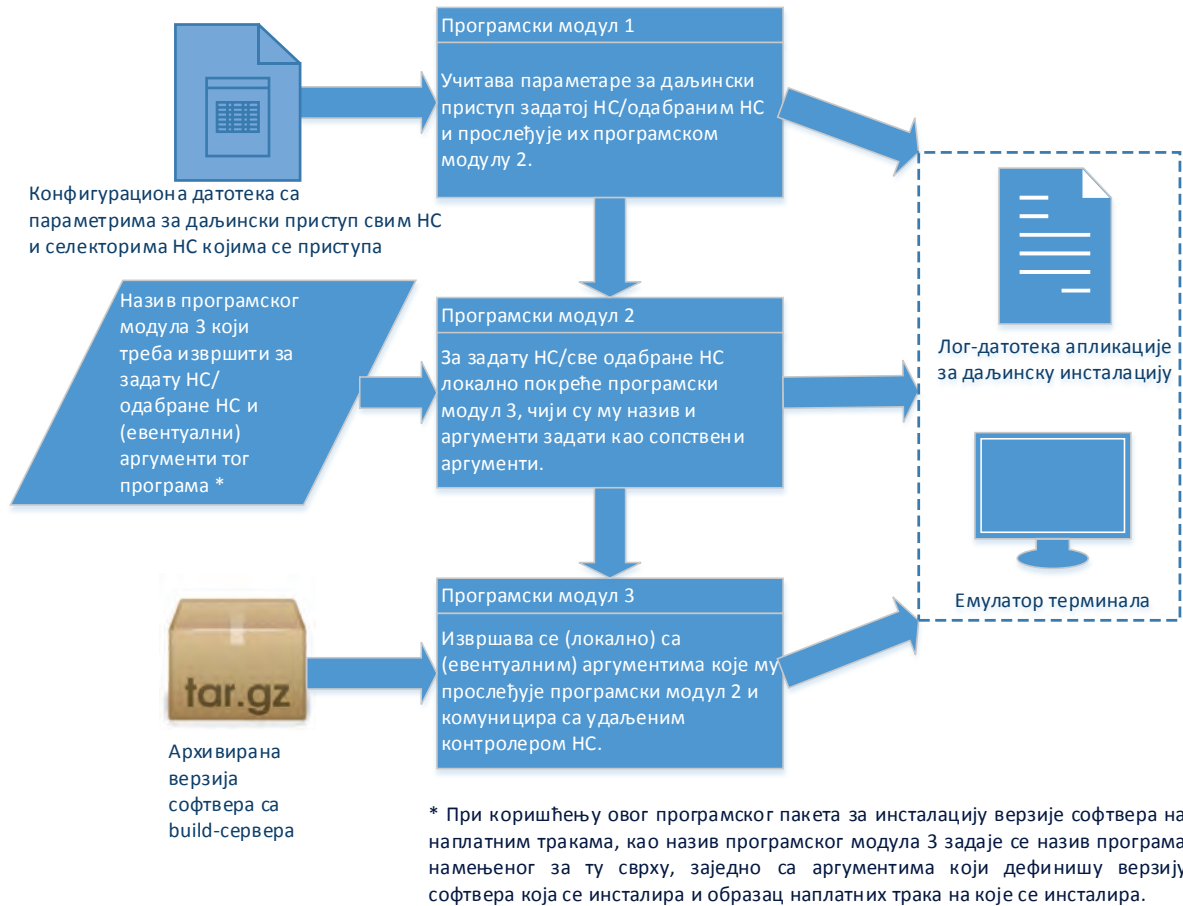 Програмски модул 1
Учитава параметаре за даљински
приступ задатој НС/одабраним НС
и прослеђује их програмском
модулу 2.
Конфигурациона датотека са
параметрима за даљински приступ свим НС
и селекторима НС којима се приступа
Назив програмског
модула 3 који
треба извршити за
задату НС/
одабране НС и
(евентуални)
аргументи тог
програма *
Програмски модул 2
За задату НС/све одабране НС
локално покреће програмски
модул 3, чији су му назив и
аргументи задати као сопствени
аргументи.
Лог-датотека апликације
за даљинску инсталацију
Емулатор терминала
Програмски модул 3
Извршава се (локално) са
(евентуалним) аргументима које му
прослеђује програмски модул 2 и
комуницира са удаљеним
контролером НС.
tar.gz
Архивирана
верзија
софтвера са
build-сервера
* При коришћењу овог програмског пакета за инсталацију верзије софтвера на
наплатним тракама, као назив програмског модула 3 задаје се назив програма
намењеног за ту сврху, заједно са аргументима који дефинишу верзију
софтвера која се инсталира и образац наплатних трака на које се инсталира.